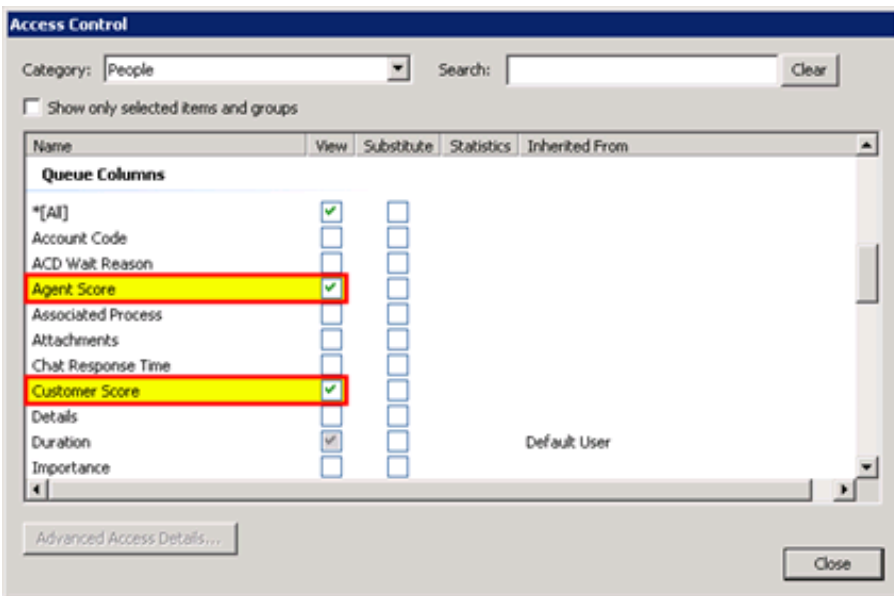 Access Control
Category: People Search: Clear
Show only selected items and groups
Name View Substitute Statistics Inherited From
Queue Columns
*[All]
Account Code
ACD Wait Reason
Agent Score
Associated Process
Attachments
Chat Response Time
Customer Score
Details
Duration Default User
Importance
Advanced Access Details...
Close